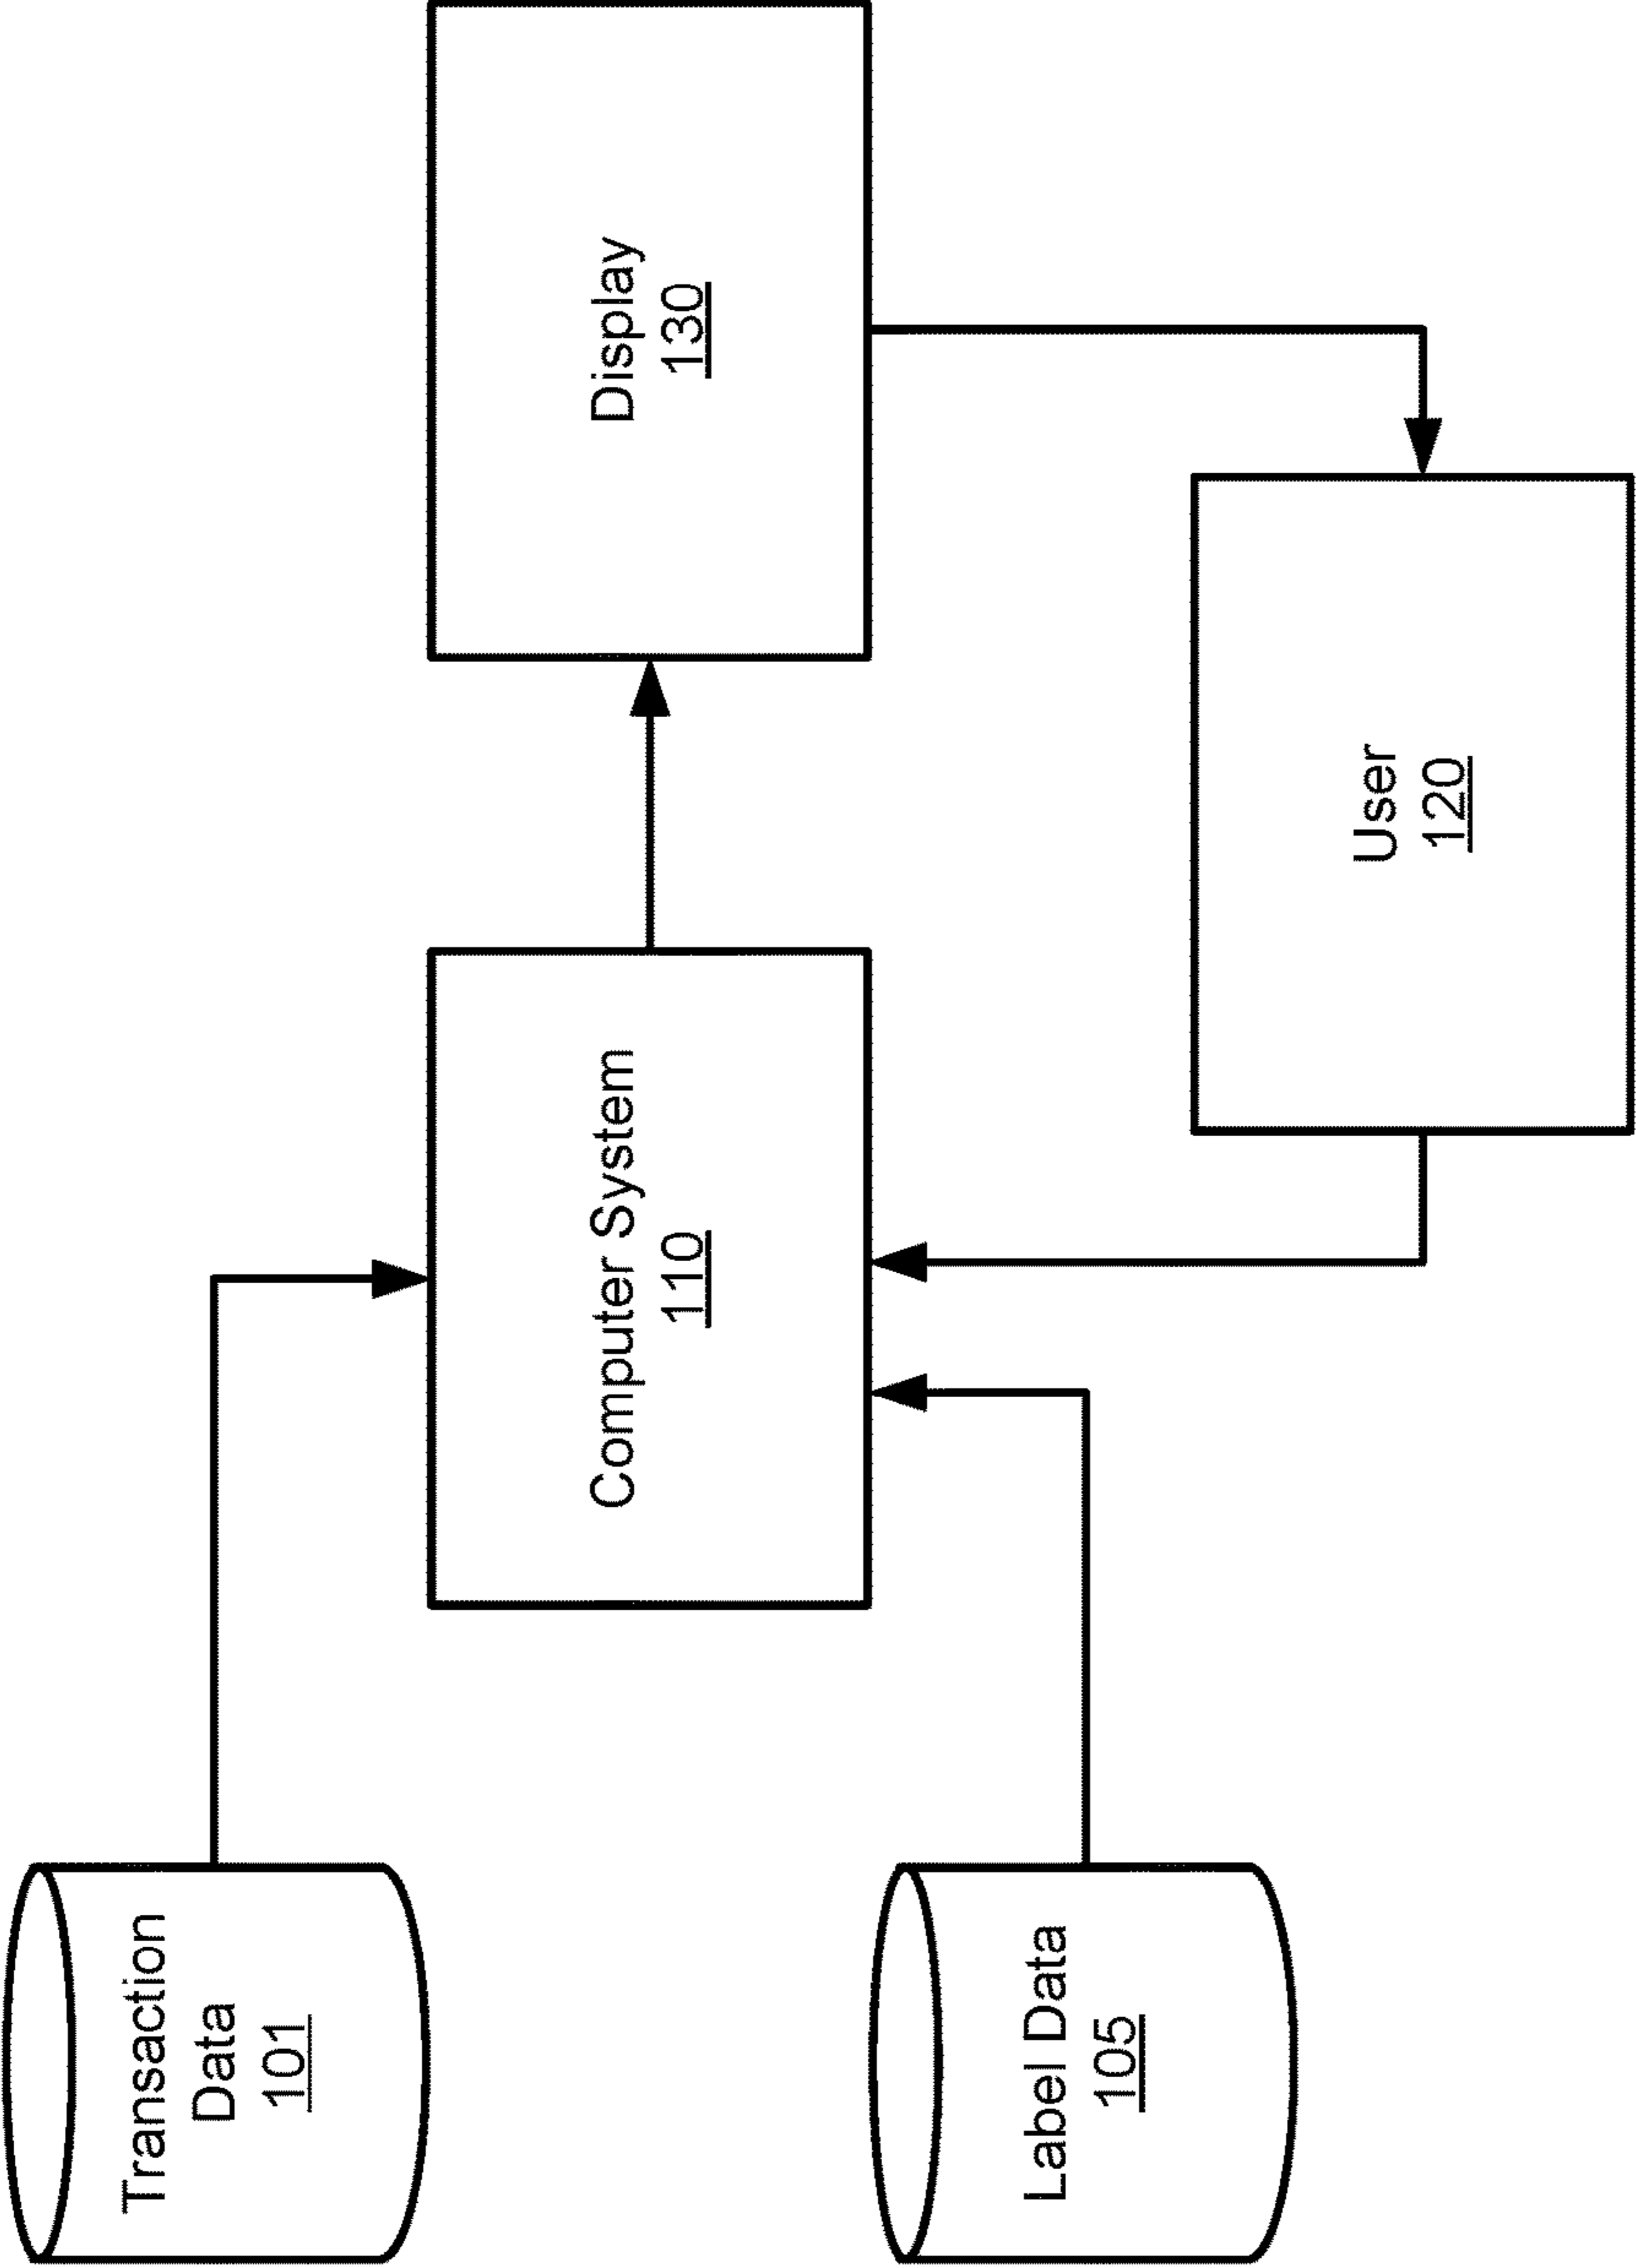 Transaction
Data
101
Computer System
110
Display
130
Label Data
105
User
120